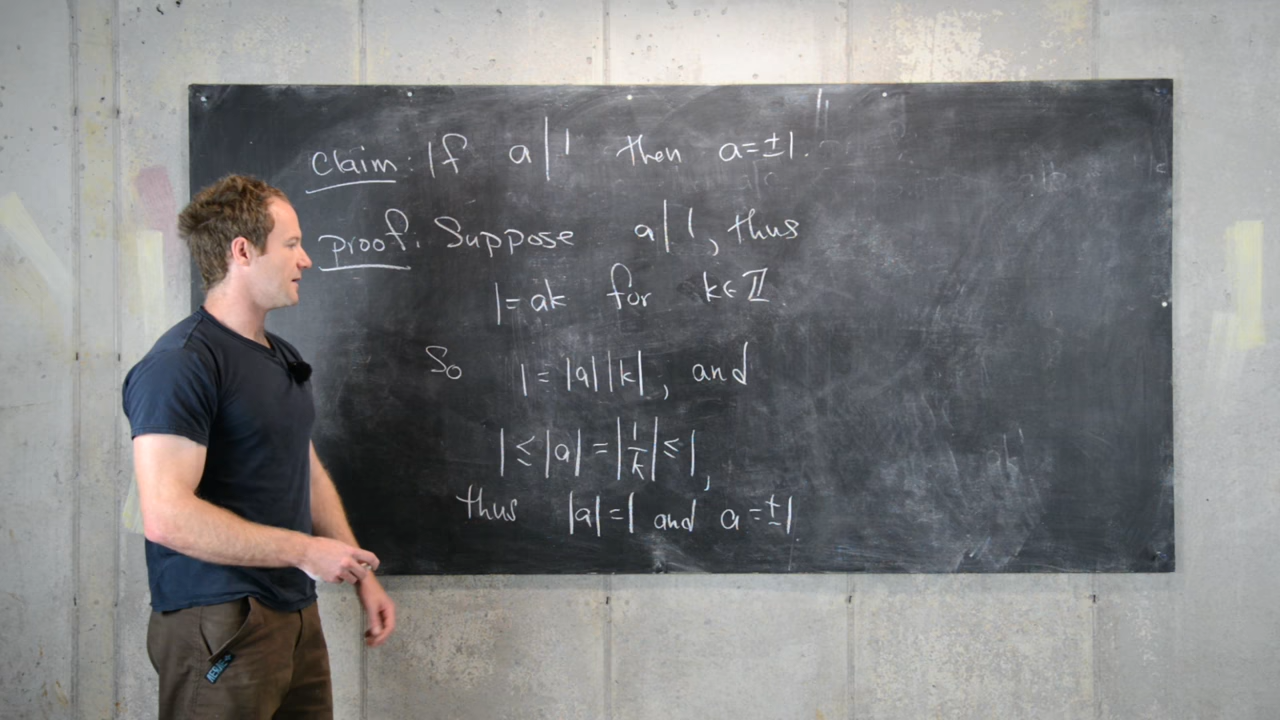 Claim: If a|1 then a=±1.
proof: Suppose a|1, thus
1=ak for k∈ℤ.
So 1=|a||k|, and
1≤|a|=|1/k|≤1,
thus |a|=1 and a=±1.